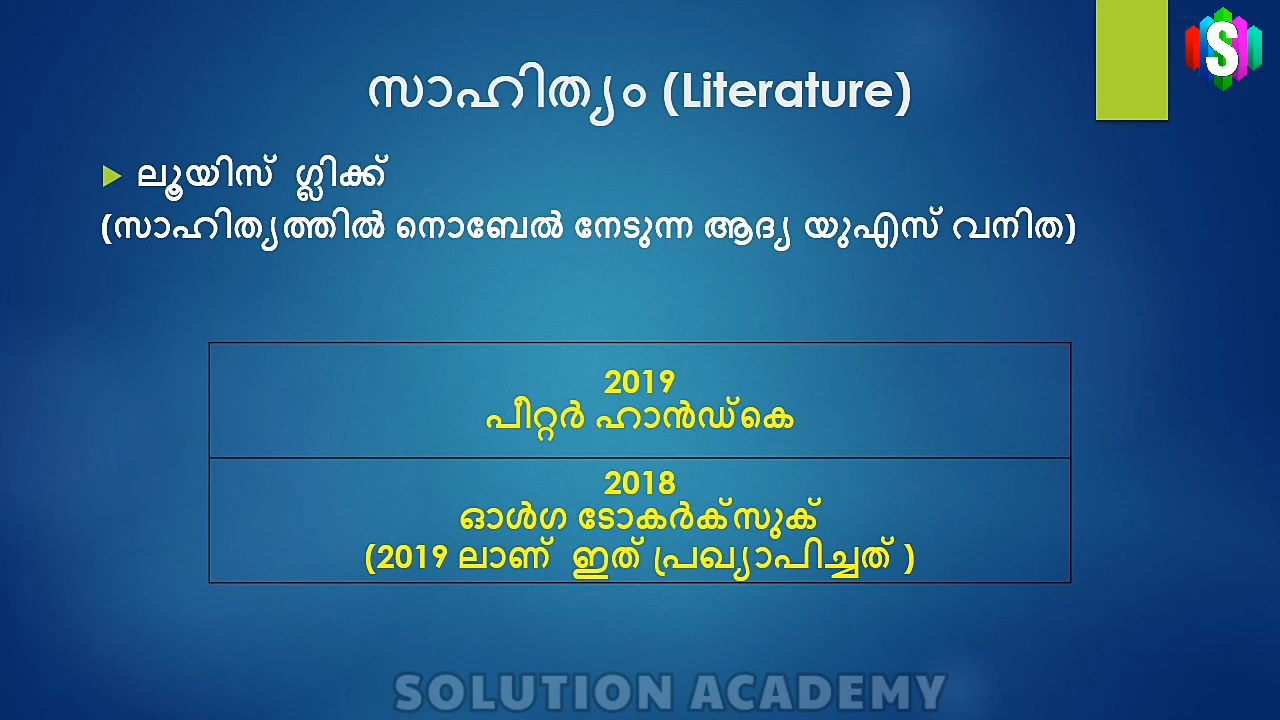 സാഹിത്യം (Literature)
ലൂയിസ് ഗ്ലിക്ക്
(സാഹിത്യത്തിൽ നൊബേൽ നേടുന്ന ആദ്യ യുഎസ് വനിത)
2019
പീറ്റർ ഹാൻഡ്കെ
2018
ഓൾഗ ടോകർക്സുക്
(2019 ലാണ് ഇത് പ്രഖ്യാപിച്ചത് )
SOLUTION ACADEMY
S